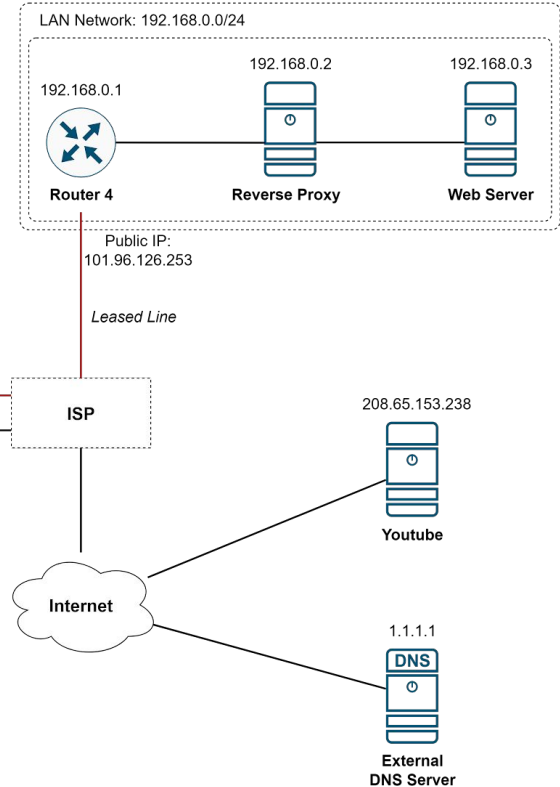 LAN Network: 192.168.0.0/24
192.168.0.1
192.168.0.2
192.168.0.3
Router 4
Reverse Proxy
Web Server
Public IP:
101.96.126.253
Leased Line
ISP
208.65.153.238
Youtube
Internet
1.1.1.1
DNS
External
DNS Server